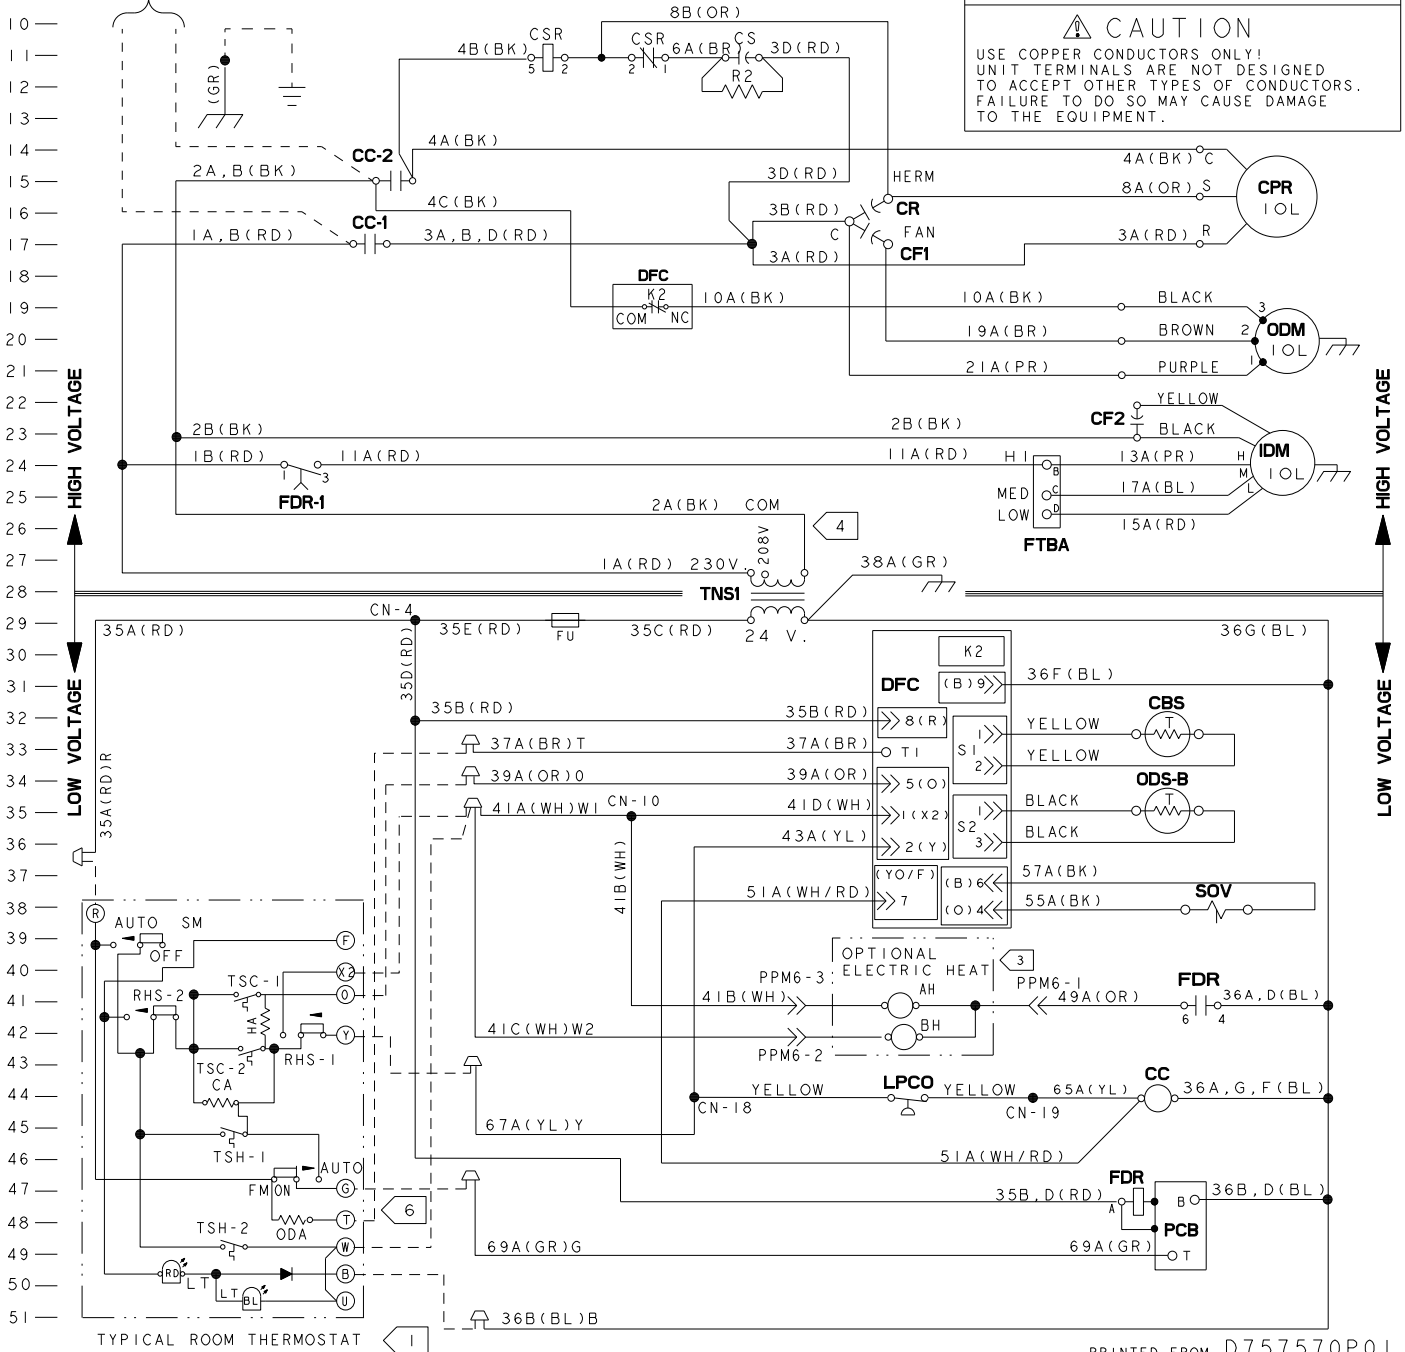 10
8B(OR)
CAUTION
USE COPPER CONDUCTORS ONLY!
UNIT TERMINALS ARE NOT DESIGNED
TO ACCEPT OTHER TYPES OF CONDUCTORS.
FAILURE TO DO SO MAY CAUSE DAMAGE
TO THE EQUIPMENT.
CSR
CSR
CS
11
4B(BK)
6A(BR)
3D(RD)
5
2
2
1
12
(GR)
R2
13
14
4A(BK)
CC-2
4A(BK)
C
15
2A,B(BK)
3D(RD)
HERM
8A(OR)
S
CPR
IOL
16
4C(BK)
3B(RD)
CR
CC-1
17
1A,B(RD)
3A,B,D(RD)
C
FAN
3A(RD)
R
3A(RD)
CF1
18
DFC
19
K2
COM
NC
10A(BK)
10A(BK)
BLACK
3
20
19A(BR)
BROWN
2
ODM
IOL
21
21A(PR)
PURPLE
1
22
YELLOW
CF2
23
2B(BK)
2B(BK)
BLACK
24
1B(RD)
11A(RD)
11A(RD)
HI
B
13A(PR)
H
IDM
IOL
1
3
25
FDR-1
MED
C
17A(BL)
M
26
2A(BK)
COM
LOW
D
15A(RD)
L
4
FTBA
27
1A(RD)
230V.
208V
38A(GR)
28
TNS1
HIGH VOLTAGE
HIGH VOLTAGE
LOW VOLTAGE
LOW VOLTAGE
CN-4
29
35A(RD)
35E(RD)
FU
35C(RD)
24 V.
36G(BL)
30
35D(RD)
K2
31
DFC
(B)9
36F(BL)
32
35B(RD)
35B(RD)
8(R)
CBS
T
1
YELLOW
33
37A(BR)T
37A(BR)
T1
S1
2
YELLOW
34
39A(OR)O
39A(OR)
5(O)
ODS-B
T
35
35A(RD)R
41A(WH)W1
CN-10
41D(WH)
1(X2)
1
BLACK
S2
36
43A(YL)
2(Y)
3
BLACK
37
41B(WH)
(YO/F)
7
(B)6
57A(BK)
51A(WH/RD)
38
R
(O)4
55A(BK)
SOV
39
AUTO
SM
OFF
F
OPTIONAL
ELECTRIC HEAT
3
40
X2
TSC-1
PPM6-3
PPM6-1
FDR
41
RHS-2
O
41B(WH)
AH
49A(OR)
36A,D(BL)
6
4
42
HA
Y
41C(WH)W2
BH
43
RHS-1
TSC-2
PPM6-2
44
CA
YELLOW
LPCO
YELLOW
65A(YL)
CC
36A,G,F(BL)
CN-18
CN-19
45
67A(YL)Y
46
TSH-1
51A(WH/RD)
47
AUTO
FM
ON
G
35B,D(RD)
FDR
A
B
36B,D(BL)
48
6
T
ODA
PCB
49
TSH-2
W
69A(GR)G
69A(GR)
T
50
RD
LT
B
LT
BL
U
51
36B(BL)B
TYPICAL ROOM THERMOSTAT
1
PRINTED FROM D757570P01